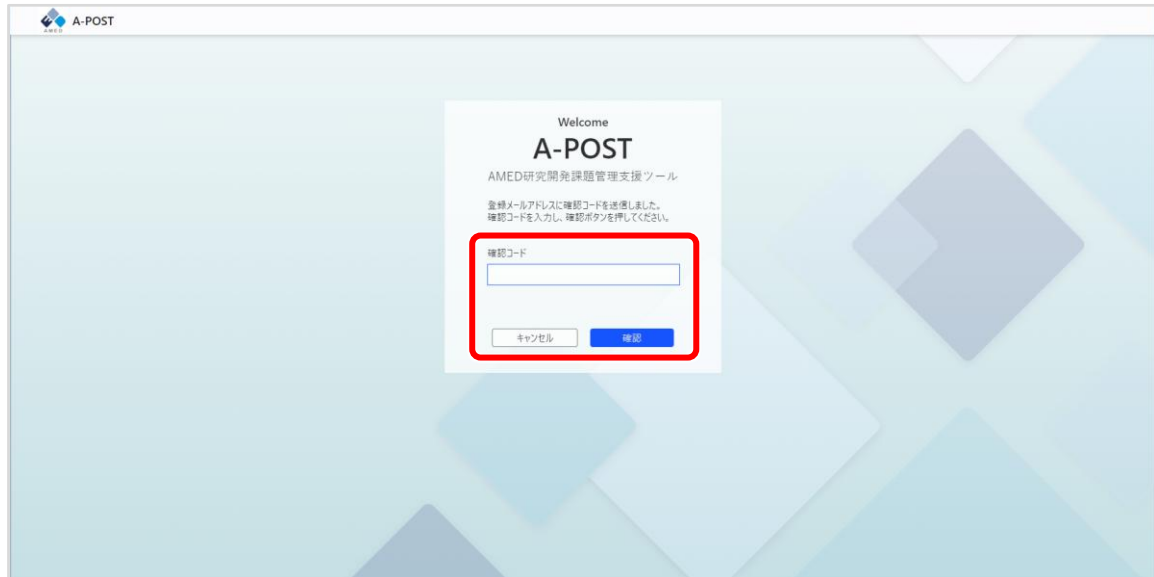 A-POST
AMED
Welcome
A-POST
AMED研究開発課題管理支援ツール
登録メールアドレスに確認コードを送信しました。
確認コードを入力し、確認ボタンを押してください。
確認コード
キャンセル 確認